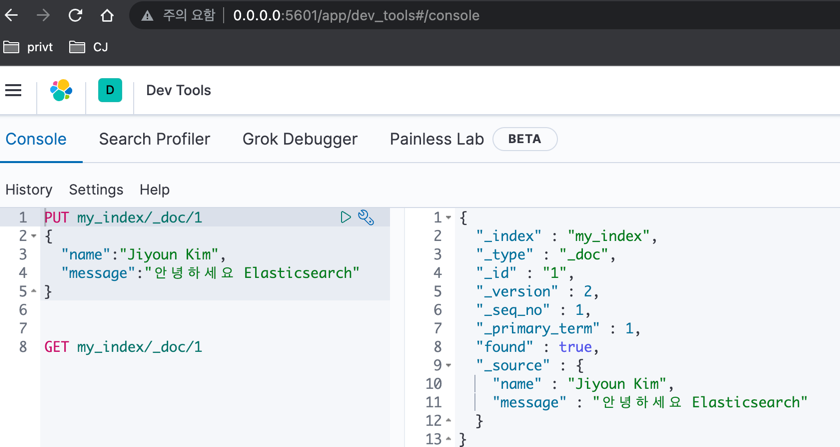 주의 요함 0.0.0.0:5601/app/dev_tools#/console
privt CJ
D Dev Tools
Console Search Profiler Grok Debugger Painless Lab BETA
History Settings Help
1 PUT my_index/_doc/1
2 {
3 "name":"Jiyoun Kim",
4 "message":"안녕하세요 Elasticsearch"
5 }
6
7
8 GET my_index/_doc/1
1 {
2 "_index" : "my_index",
3 "_type" : "_doc",
4 "_id" : "1",
5 "_version" : 2,
6 "_seq_no" : 1,
7 "_primary_term" : 1,
8 "found" : true,
9 "_source" : {
10 "name" : "Jiyoun Kim",
11 "message" : "안녕하세요 Elasticsearch"
12 }
13 }